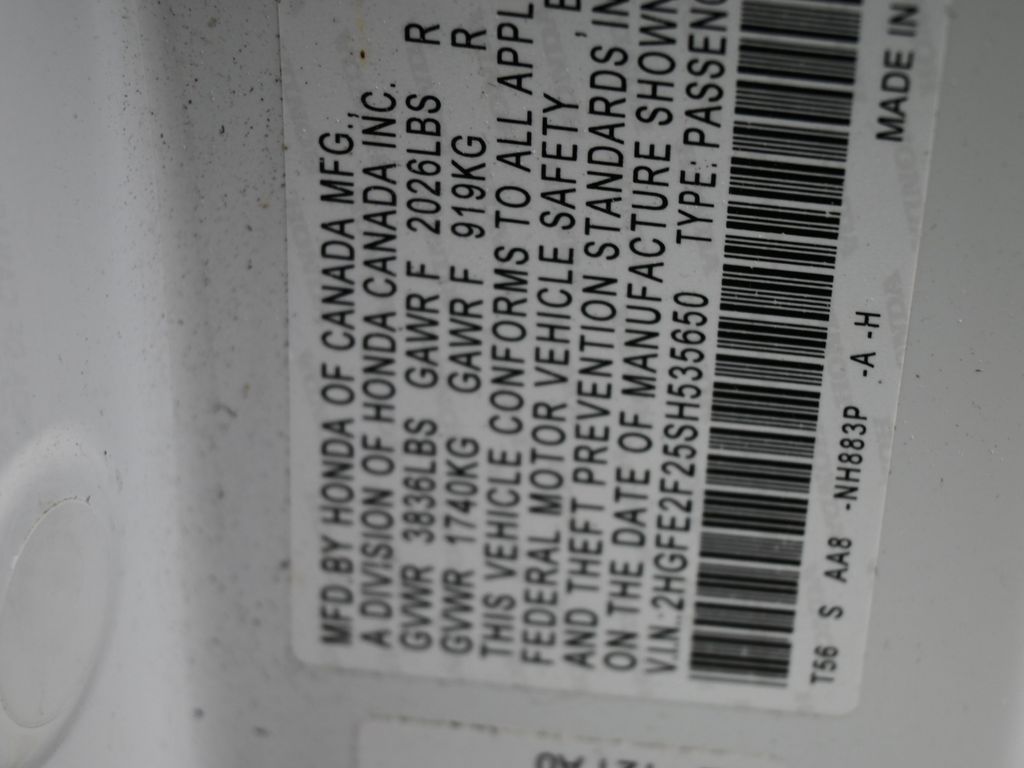 MFD.BY HONDA OF CANADA MFG.,
A DIVISION OF HONDA CANADA INC.
GVWR 3836LBS GAWR F 2026LBS R
GVWR 1740KG GAWR F 919KG R
THIS VEHICLE CONFORMS TO ALL APPL
FEDERAL MOTOR VEHICLE SAFETY , B
AND THEFT PREVENTION STANDARDS IN
ON THE DATE OF MANUFACTURE SHOWN
V.I.N.:2HGFE2F25SH535650 TYPE: PASSENG
T56 S AA8 -NH883P -A -H
MADE IN